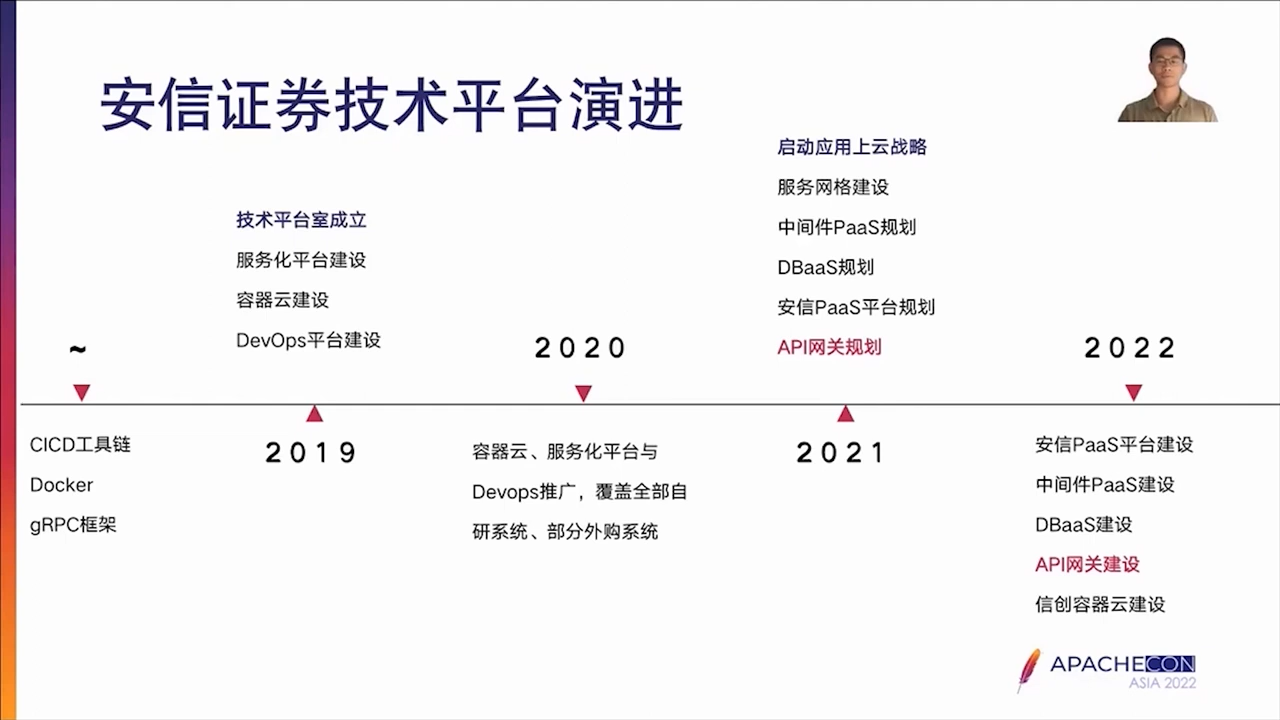 安信证券技术平台演进
~
CICD工具链
Docker
gRPC框架
技术平台室成立
服务化平台建设
容器云建设
DevOps平台建设
2019
2020
容器云、服务化平台与
Devops推广，覆盖全部自
研系统、部分外购系统
启动应用上云战略
服务网格建设
中间件PaaS规划
DBaaS规划
安信PaaS平台规划
API网关规划
2021
2022
安信PaaS平台建设
中间件PaaS建设
DBaaS建设
API网关建设
信创容器云建设
APACHECON
ASIA 2022